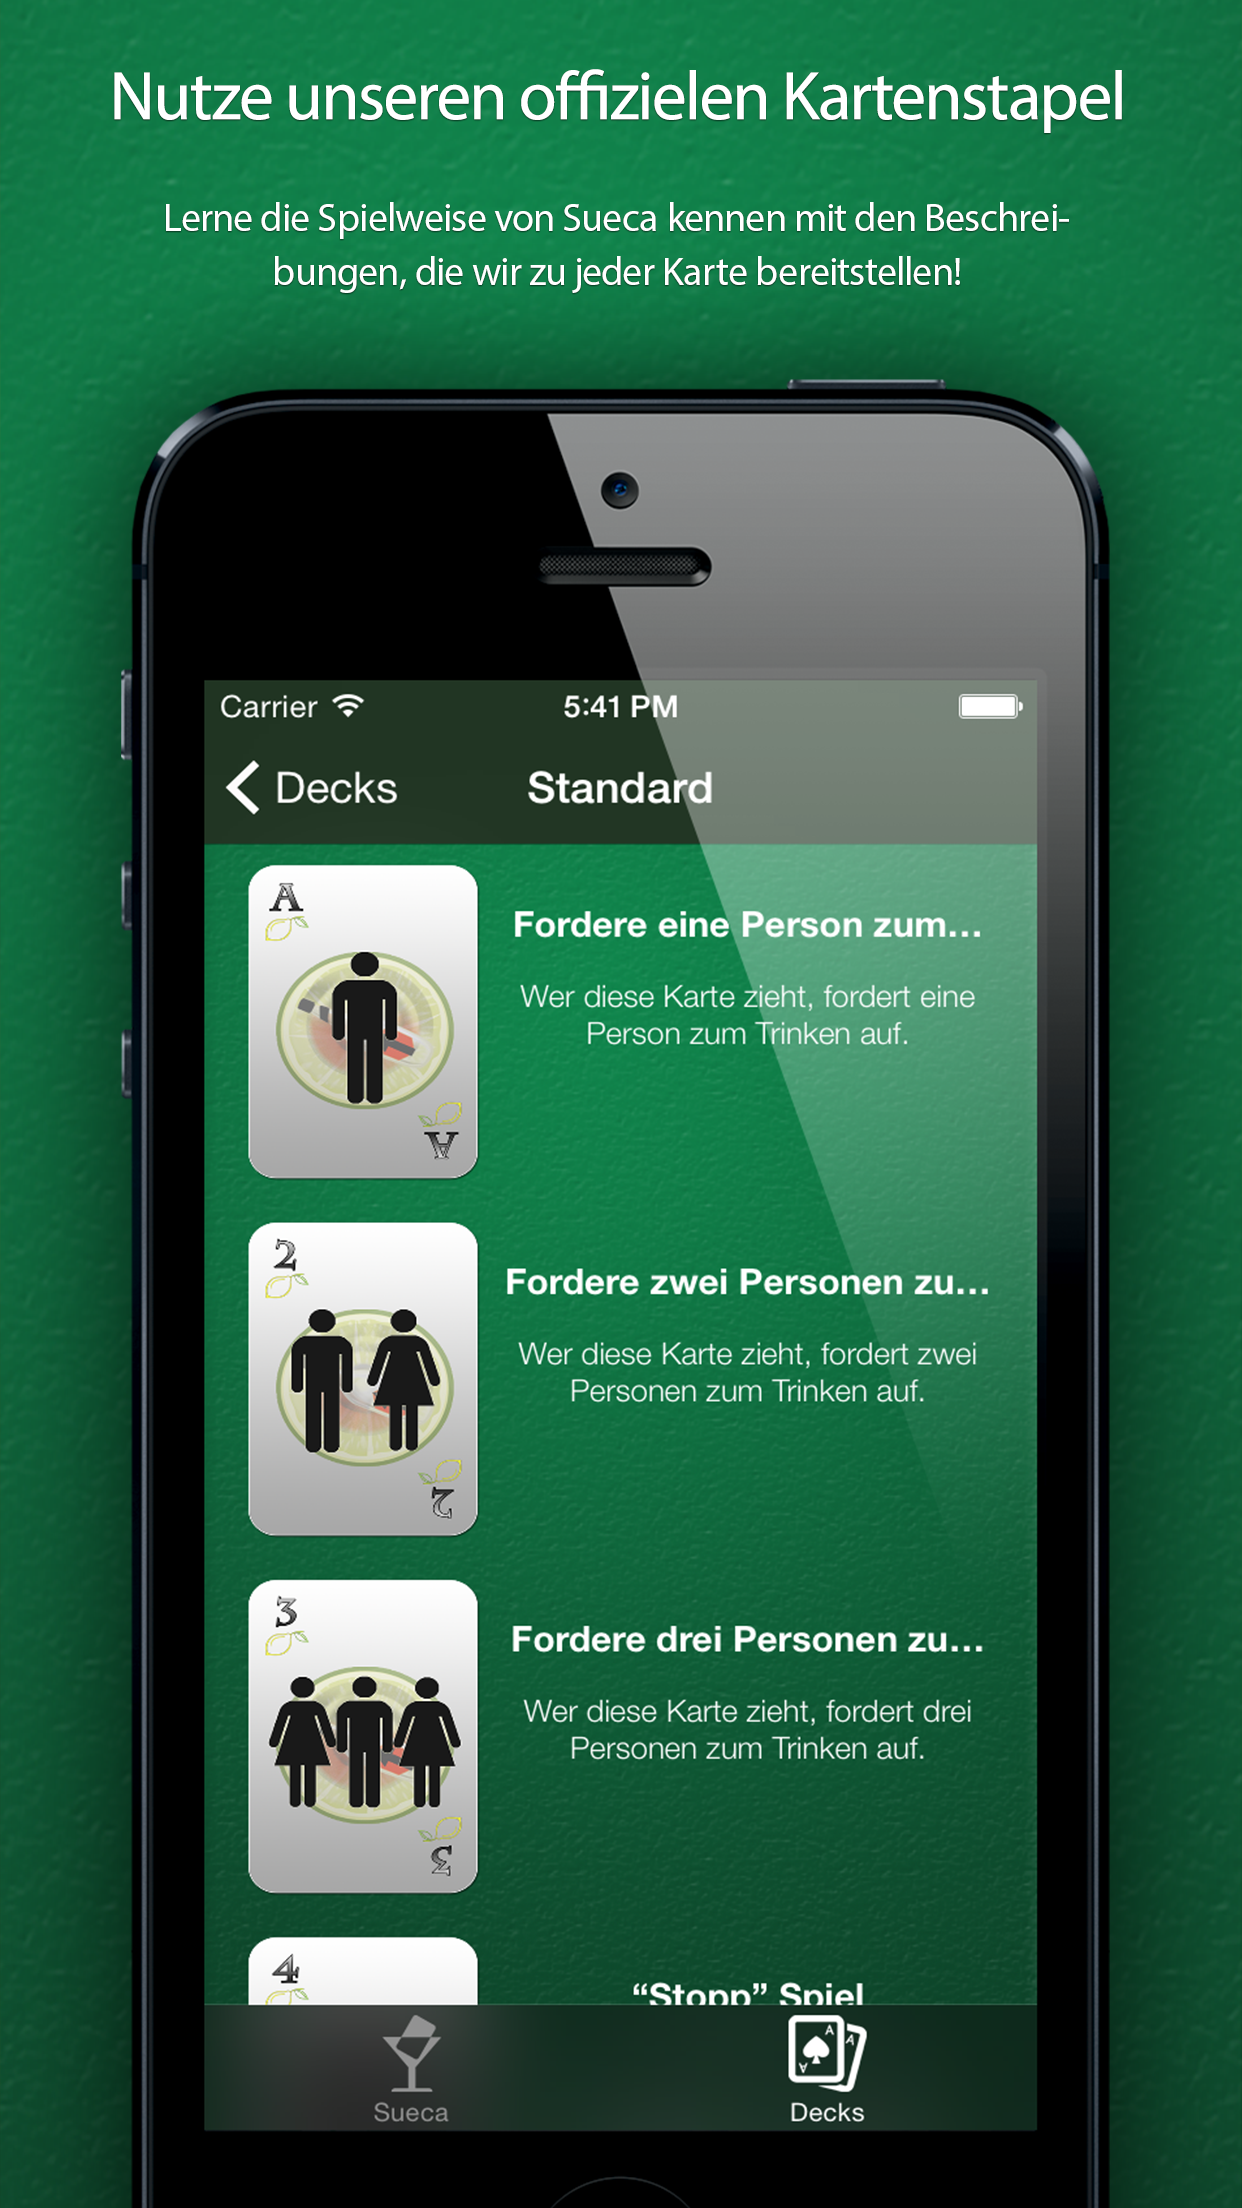 Nutze unseren offizielen Kartenstapel
Lerne die Spielweise von Sueca kennen mit den Beschrei-
bungen, die wir zu jeder Karte bereitstellen!
Carrier 5:41 PM
Decks Standard
A
Fordere eine Person zum...
Wer diese Karte zieht, fordert eine
Person zum Trinken auf.
A
2
Fordere zwei Personen zu...
Wer diese Karte zieht, fordert zwei
Personen zum Trinken auf.
2
3
Fordere drei Personen zu...
Wer diese Karte zieht, fordert drei
Personen zum Trinken auf.
3
4
“Stopp” Spiel
A A
A
Sueca Decks